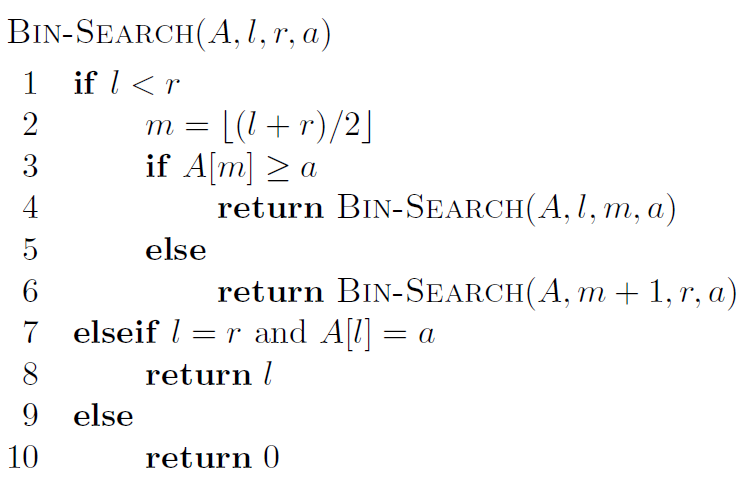 BIN-SEARCH(A, l, r, a)
1 if l < r
2 m = ⌊(l + r)/2⌋
3 if A[m] ≥ a
4 return BIN-SEARCH(A, l, m, a)
5 else
6 return BIN-SEARCH(A, m + 1, r, a)
7 elseif l = r and A[l] = a
8 return l
9 else
10 return 0